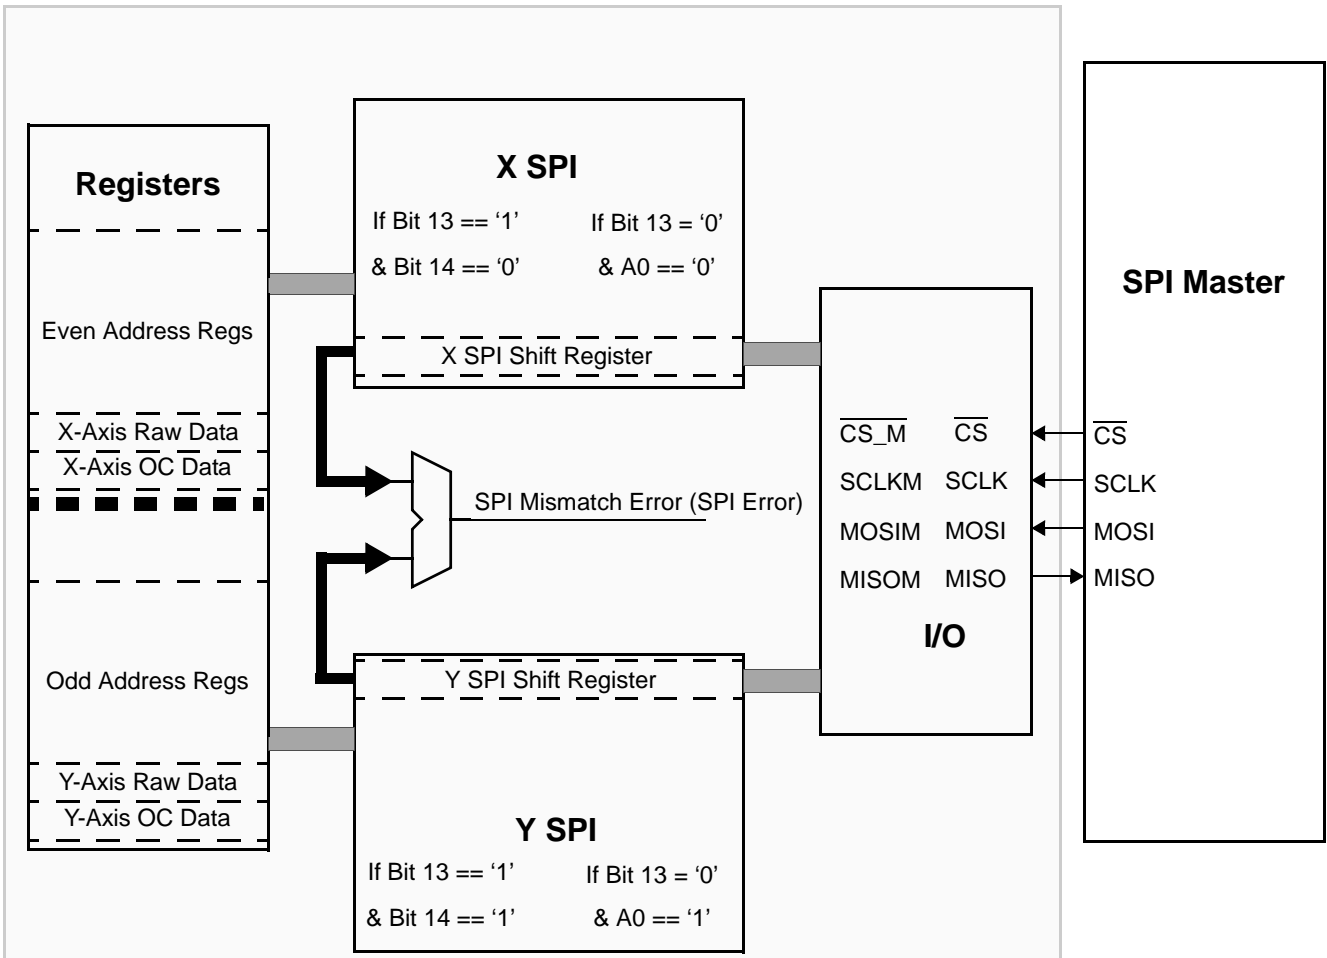 Registers
Even Address Regs
X-Axis Raw Data
X-Axis OC Data
Odd Address Regs
Y-Axis Raw Data
Y-Axis OC Data
X SPI
If Bit 13 == ‘1’ If Bit 13 = ‘0’
& Bit 14 == ‘0’ & A0 == ‘0’
X SPI Shift Register
SPI Mismatch Error (SPI Error)
Y SPI Shift Register
Y SPI
If Bit 13 == ‘1’ If Bit 13 = ‘0’
& Bit 14 == ‘1’ & A0 == ‘1’
C̅S̅_̅M̅ C̅S̅
SCLKM SCLK
MOSIM MOSI
MISOM MISO
I/O
SPI Master
C̅S̅
SCLK
MOSI
MISO